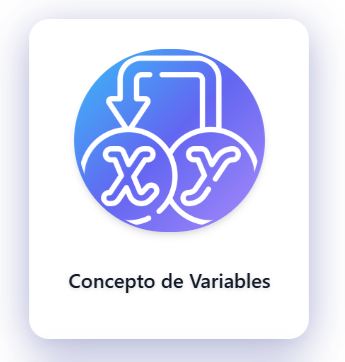 x y
Concepto de Variables